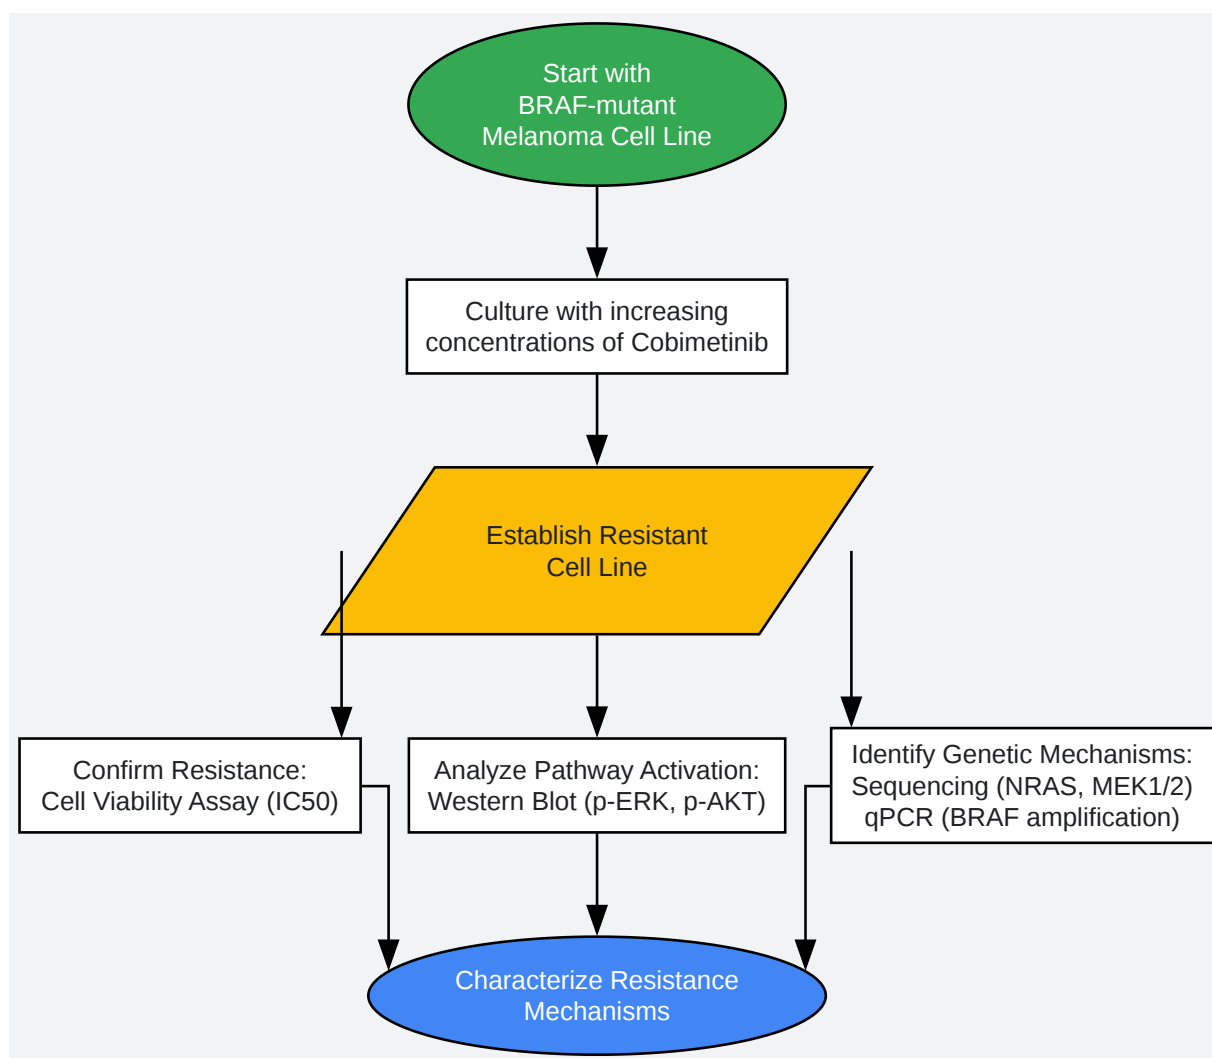 Start with
BRAF-mutant
Melanoma Cell Line
Culture with increasing
concentrations of Cobimetinib
Establish Resistant
Cell Line
Confirm Resistance:
Cell Viability Assay (IC50)
Analyze Pathway Activation:
Western Blot (p-ERK, p-AKT)
Identify Genetic Mechanisms:
Sequencing (NRAS, MEK1/2)
qPCR (BRAF amplification)
Characterize Resistance
Mechanisms